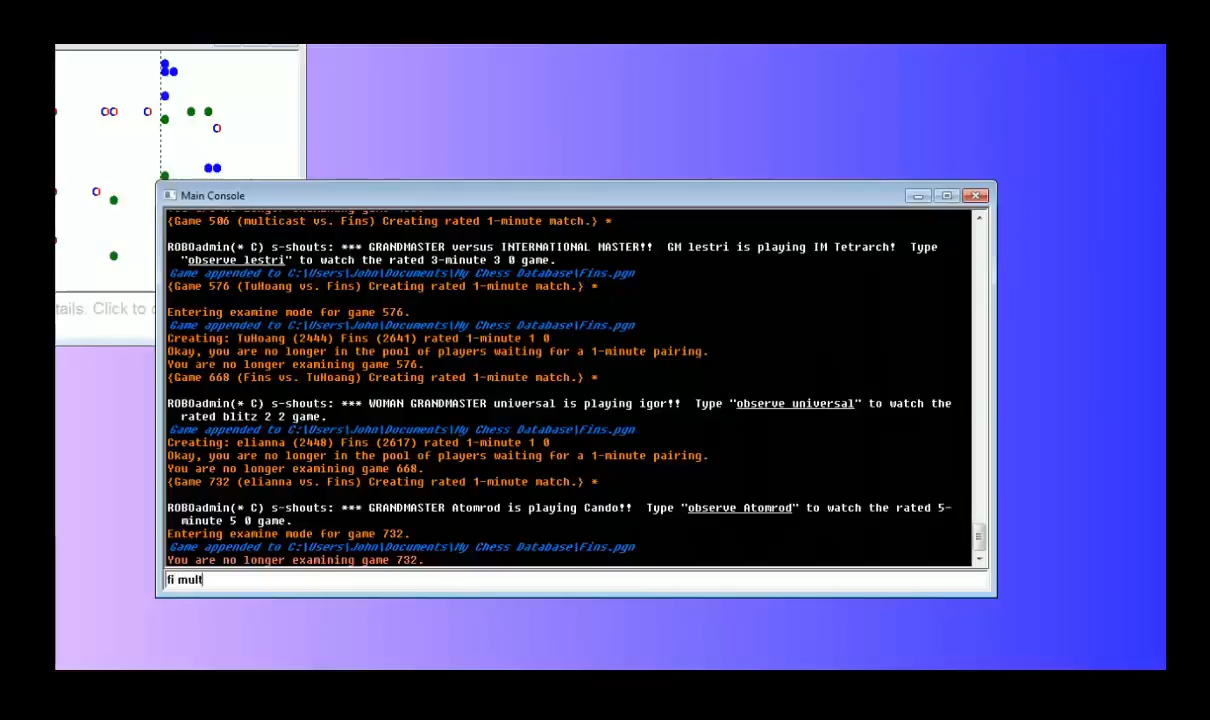 tails. Click to
Main Console
{Game 506 (multicast vs. Fins) Creating rated 1-minute match.} *
ROBOadmin(* C) s-shouts: *** GRANDMASTER versus INTERNATIONAL MASTER!! GM lestri is playing IM Tetrarch! Type
"observe lestri" to watch the rated 3-minute 3 0 game.
Game appended to C:\Users\John\Documents\My Chess Database\Fins.pgn
{Game 576 (TuHoang vs. Fins) Creating rated 1-minute match.} *
Entering examine mode for game 576.
Game appended to C:\Users\John\Documents\My Chess Database\Fins.pgn
Creating: TuHoang (2444) Fins (2641) rated 1-minute 1 0
Okay, you are no longer in the pool of players waiting for a 1-minute pairing.
You are no longer examining game 576.
{Game 668 (Fins vs. TuHoang) Creating rated 1-minute match.} *
ROBOadmin(* C) s-shouts: *** WOMAN GRANDMASTER universal is playing igor!! Type "observe universal" to watch the
rated blitz 2 2 game.
Game appended to C:\Users\John\Documents\My Chess Database\Fins.pgn
Creating: elianna (2448) Fins (2617) rated 1-minute 1 0
Okay, you are no longer in the pool of players waiting for a 1-minute pairing.
You are no longer examining game 668.
{Game 732 (elianna vs. Fins) Creating rated 1-minute match.} *
ROBOadmin(* C) s-shouts: *** GRANDMASTER Atomrod is playing Cando!! Type "observe Atomrod" to watch the rated 5-
minute 5 0 game.
Entering examine mode for game 732.
Game appended to C:\Users\John\Documents\My Chess Database\Fins.pgn
You are no longer examining game 732.
fi mult